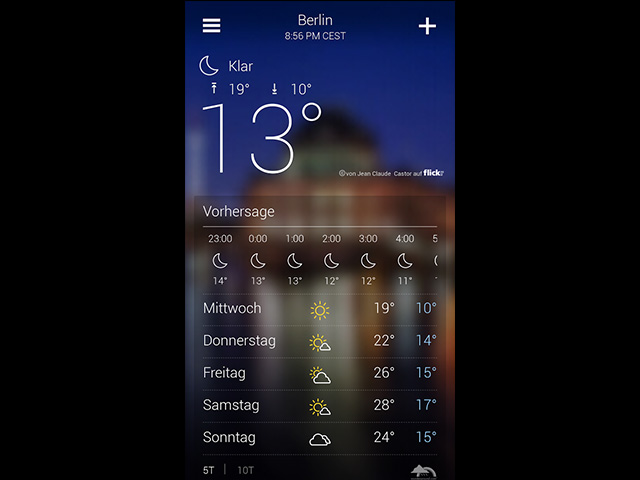 Berlin
8:56 PM CEST
Klar
19° 10°
13°
©von Jean Claude Castor auf flickr
Vorhersage
23:00 0:00 1:00 2:00 3:00 4:00 5
14° 13° 13° 12° 12° 11°
Mittwoch 19° 10°
Donnerstag 22° 14°
Freitag 26° 15°
Samstag 28° 17°
Sonntag 24° 15°
5T | 10T